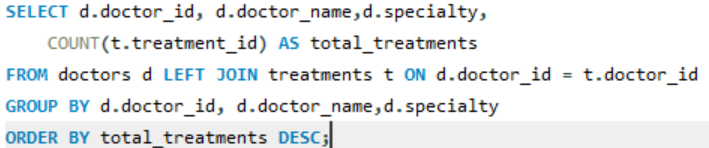 SELECT d.doctor_id, d.doctor_name,d.specialty,
    COUNT(t.treatment_id) AS total_treatments
FROM doctors d LEFT JOIN treatments t ON d.doctor_id = t.doctor_id
GROUP BY d.doctor_id, d.doctor_name,d.specialty
ORDER BY total_treatments DESC;